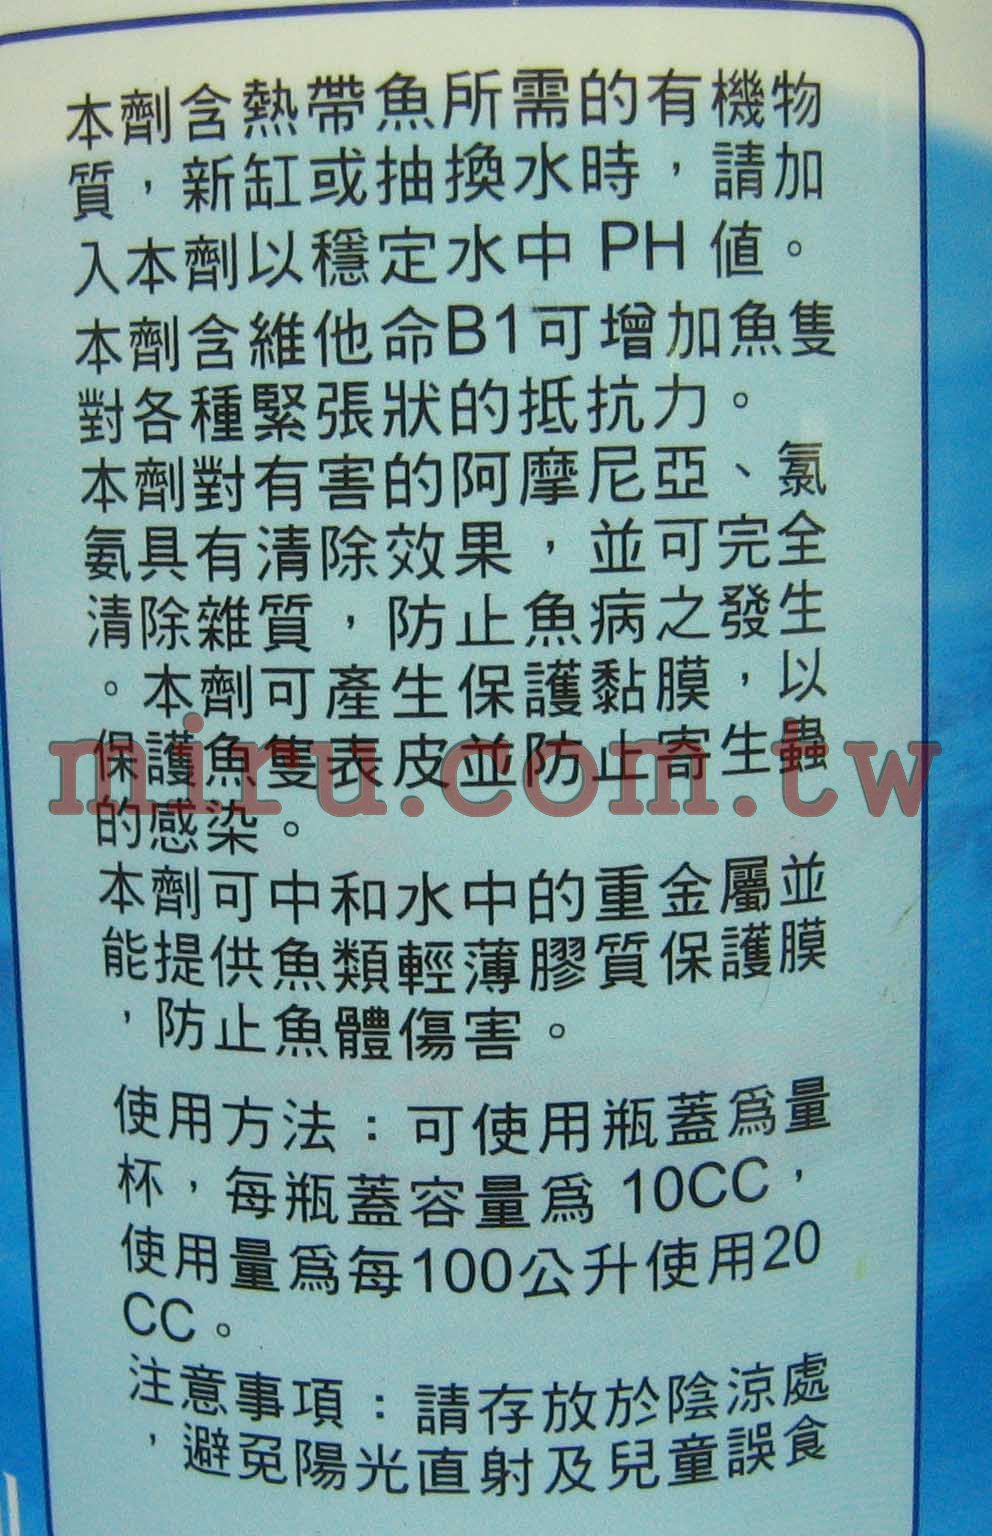 本劑含熱帶魚所需的有機物
質，新缸或抽換水時，請加
入本劑以穩定水中 PH 值。
本劑含維他命B1可增加魚隻
對各種緊張狀的抵抗力。
本劑對有害的阿摩尼亞、氯
氨具有清除效果，並可完全
清除雜質，防止魚病之發生
。本劑可產生保護黏膜，以
保護魚隻表皮並防止寄生蟲
miru.com.tw
的感染。
本劑可中和水中的重金屬並
能提供魚類輕薄膠質保護膜
，防止魚體傷害。
使用方法：可使用瓶蓋爲量
杯，每瓶蓋容量爲 10CC，
使用量爲每100公升使用20
CC。
注意事項：請存放於陰涼處
，避免陽光直射及兒童誤食